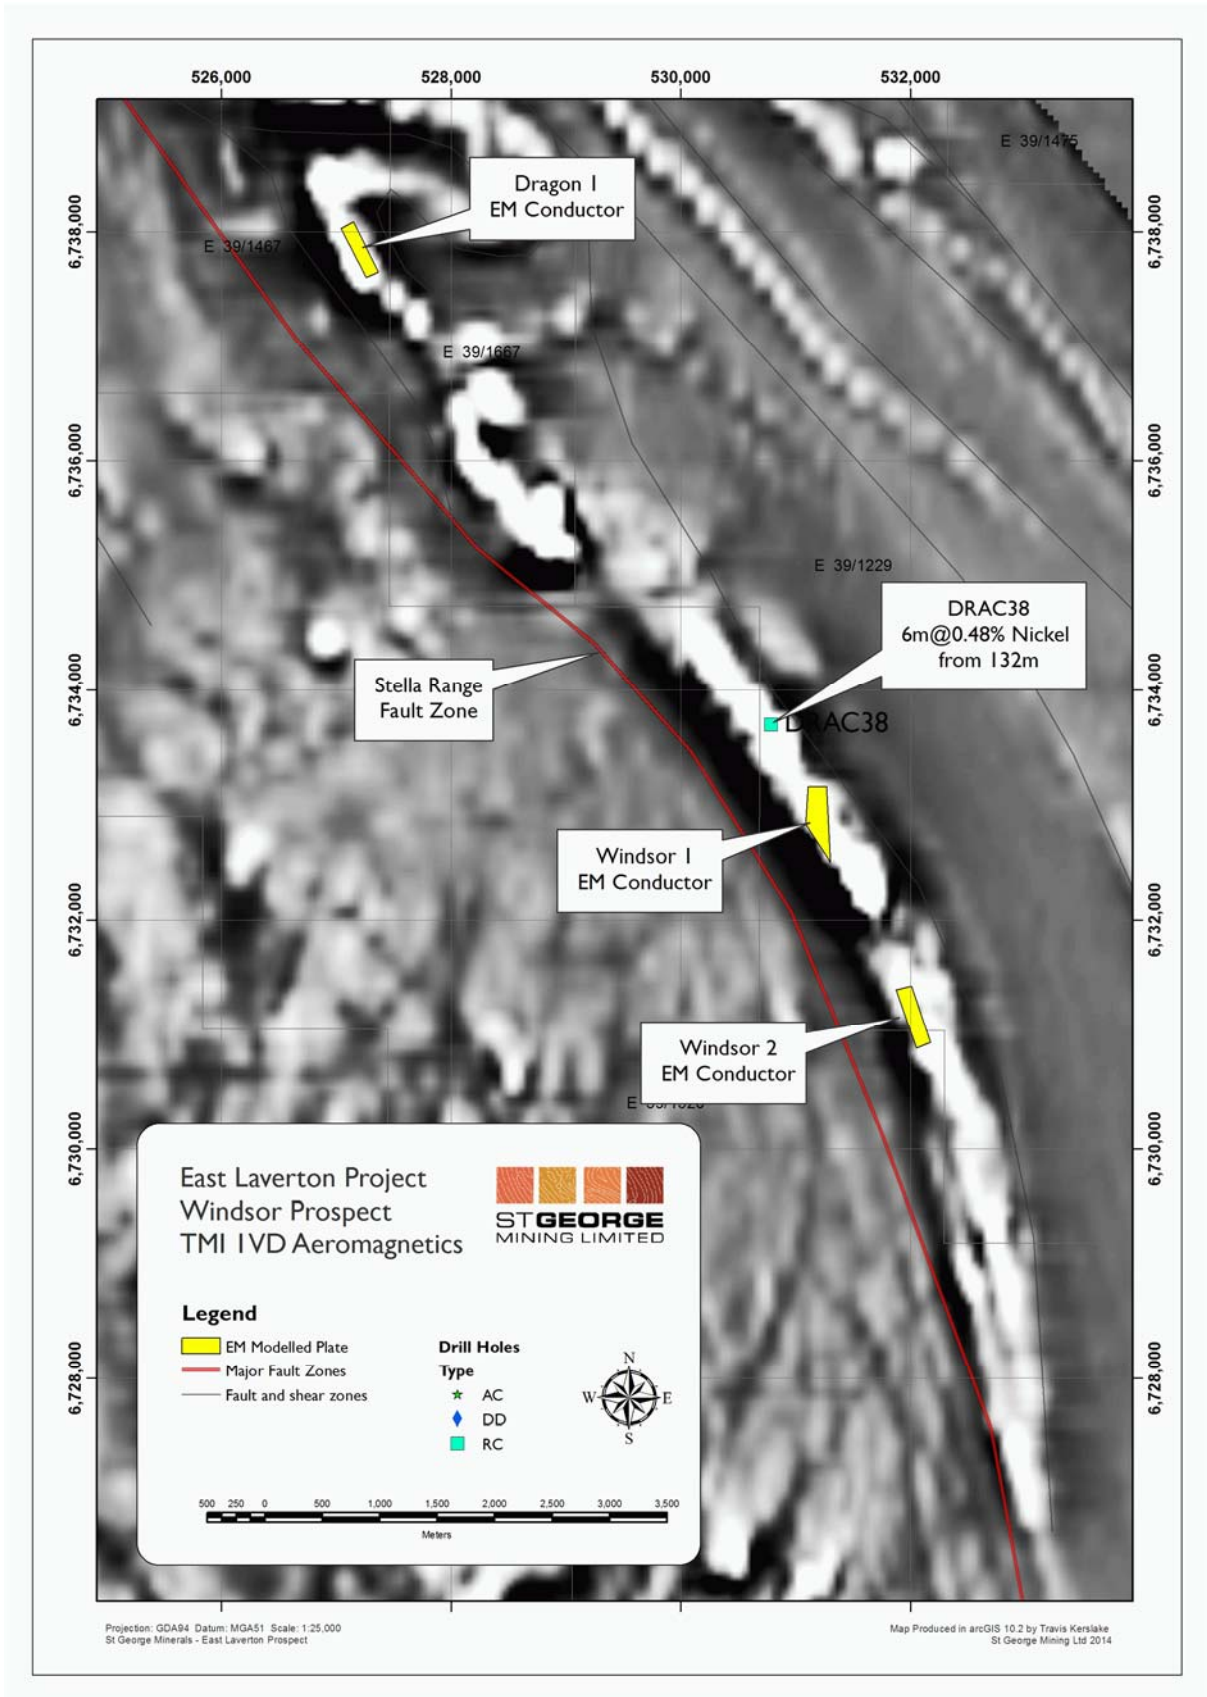 526,000 528,000 530,000 532,000
E 39/1475
Dragon 1
EM Conductor
6,738,000
6,738,000
E 39/1467
E 39/1667
6,736,000
6,736,000
E 39/1229
DRAC38
6m@0.48% Nickel
from 132m
Stella Range
Fault Zone
6,734,000
6,734,000
DRAC38
Windsor 1
EM Conductor
6,732,000
6,732,000
Windsor 2
EM Conductor
E
6,730,000
6,730,000
East Laverton Project
Windsor Prospect
TMI 1VD Aeromagnetics
STGEORGE
MINING LIMITED
Legend
EM Modelled Plate
Major Fault Zones
Fault and shear zones
Drill Holes
Type
AC
DD
RC
N
W E
S
6,728,000
6,728,000
500 250 0 500 1,000 1,500 2,000 2,500 3,000 3,500
Meters
Projection: GDA94 Datum: MGA51 Scale: 1:25,000
St George Minerals - East Laverton Prospect
Map Produced in arcGIS 10.2 by Travis Kerslake
St George Mining Ltd 2014